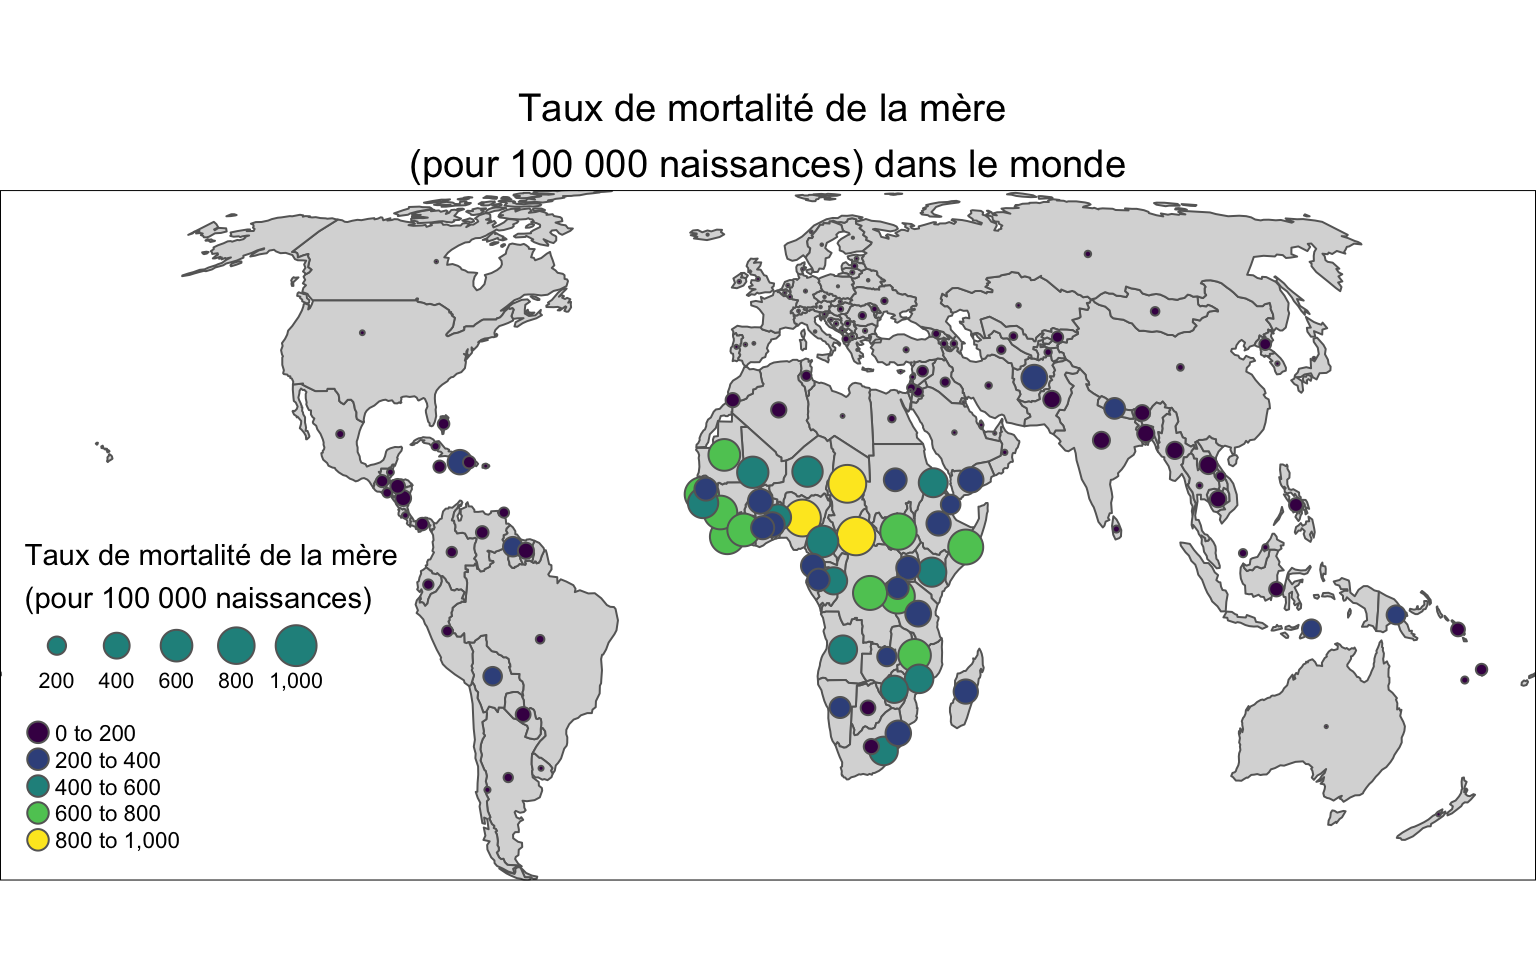 Taux de mortalité de la mère
(pour 100 000 naissances) dans le monde
Taux de mortalité de la mère
(pour 100 000 naissances)
200 400 600 800 1,000
0 to 200
200 to 400
400 to 600
600 to 800
800 to 1,000